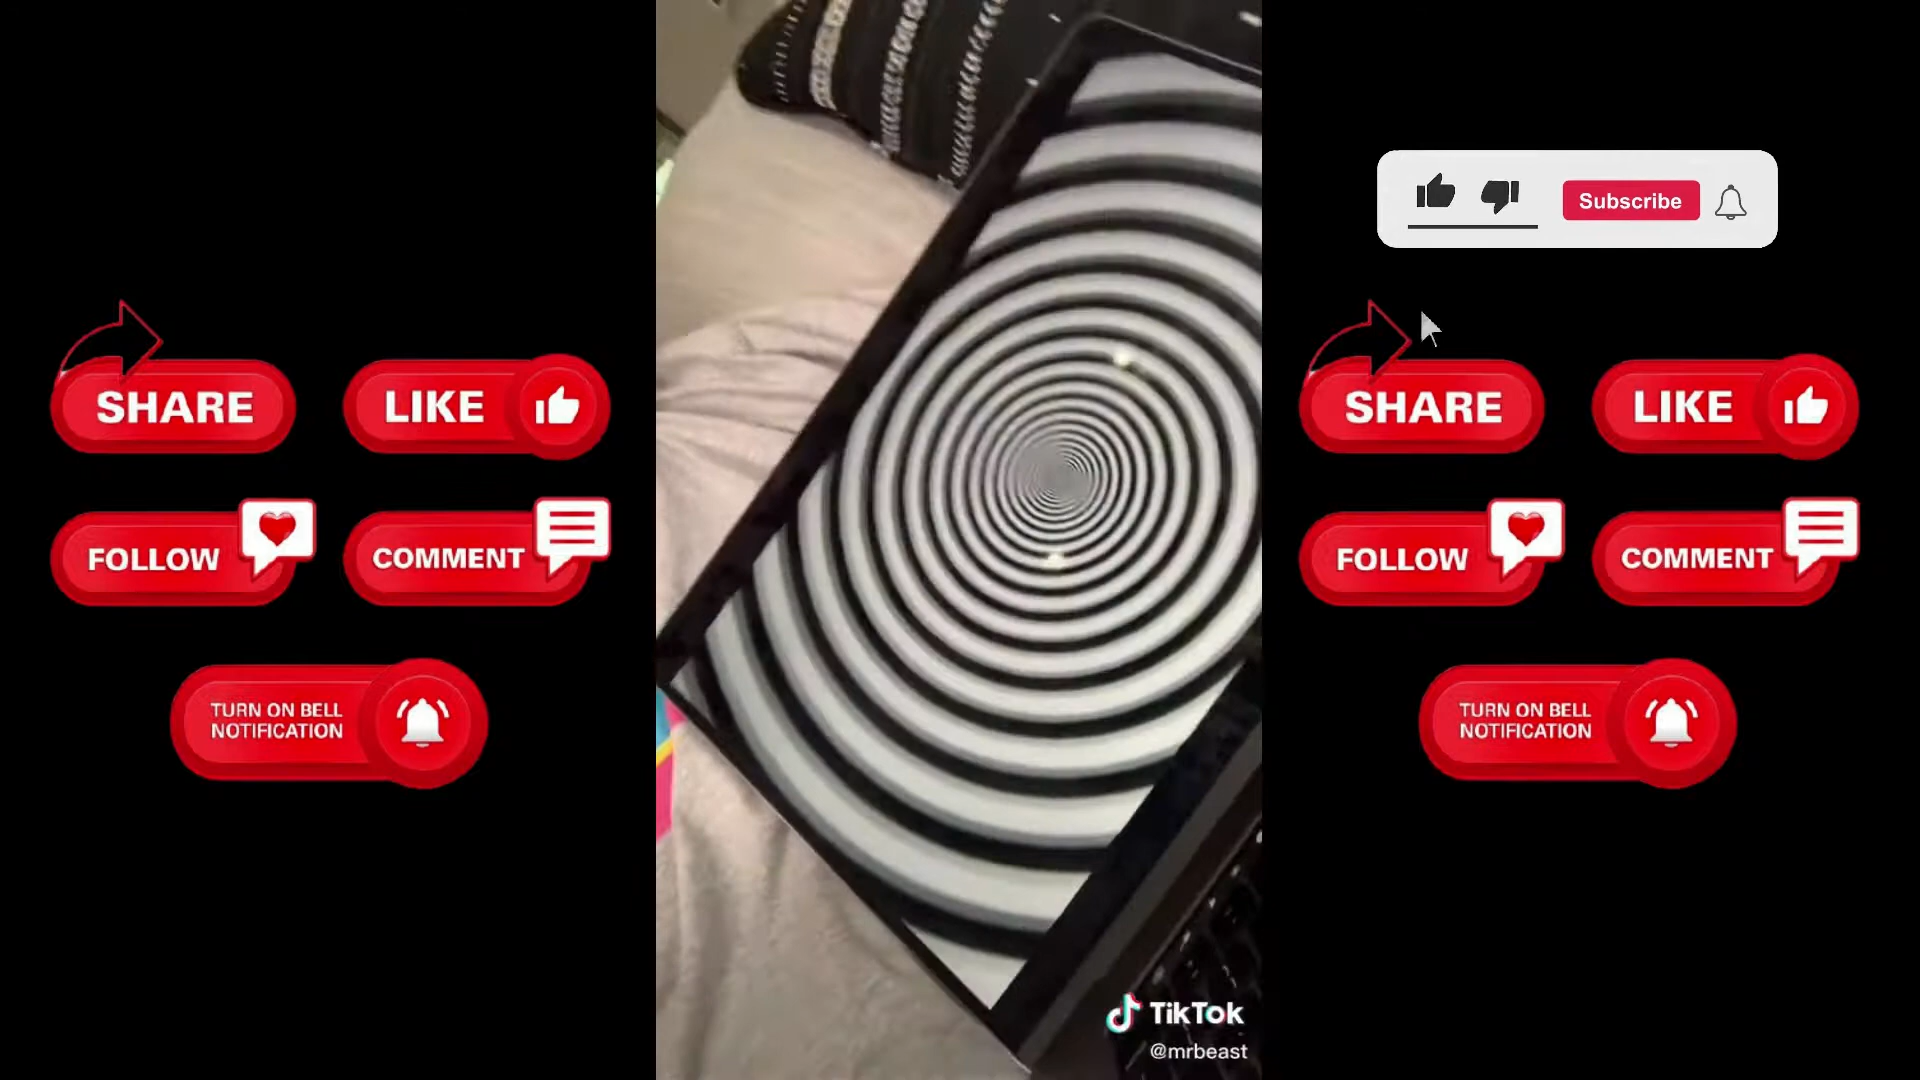 SHARE
LIKE
FOLLOW
COMMENT
TURN ON BELL
NOTIFICATION
TikTok
@mrbeast
Subscribe
SHARE
LIKE
FOLLOW
COMMENT
TURN ON BELL
NOTIFICATION